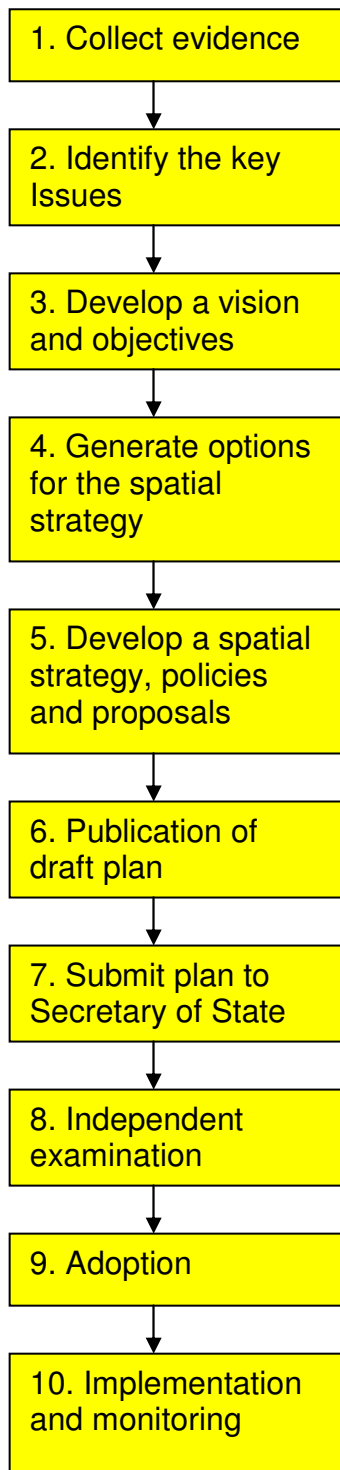 1. Collect evidence
2. Identify the key
Issues
3. Develop a vision
and objectives
4. Generate options
for the spatial
strategy
5. Develop a spatial
strategy, policies
and proposals
6. Publication of
draft plan
7. Submit plan to
Secretary of State
8. Independent
examination
9. Adoption
10. Implementation
and monitoring